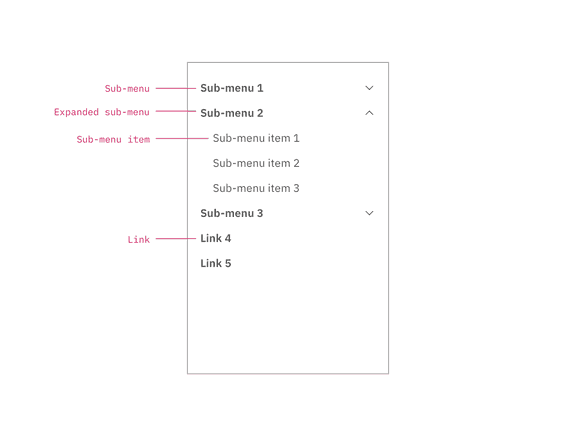 Sub-menu
Sub-menu 1
Expanded sub-menu
Sub-menu 2
Sub-menu item
Sub-menu item 1
Sub-menu item 2
Sub-menu item 3
Sub-menu 3
Link
Link 4
Link 5